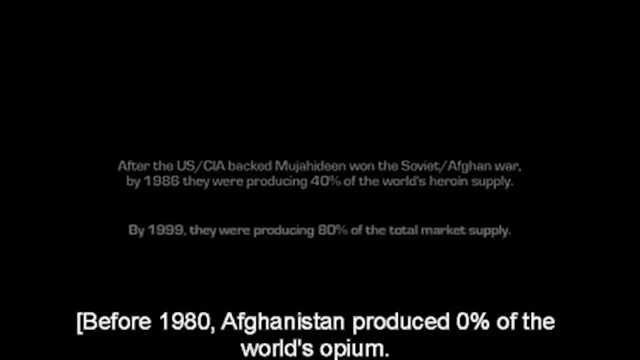 After the US/CIA backed Mujahideen won the Soviet/Afghan war,
by 1986 they were producing 40% of the world's heroin supply.
By 1999, they were producing 80% of the total market supply.
[Before 1980, Afghanistan produced 0% of the
world's opium.